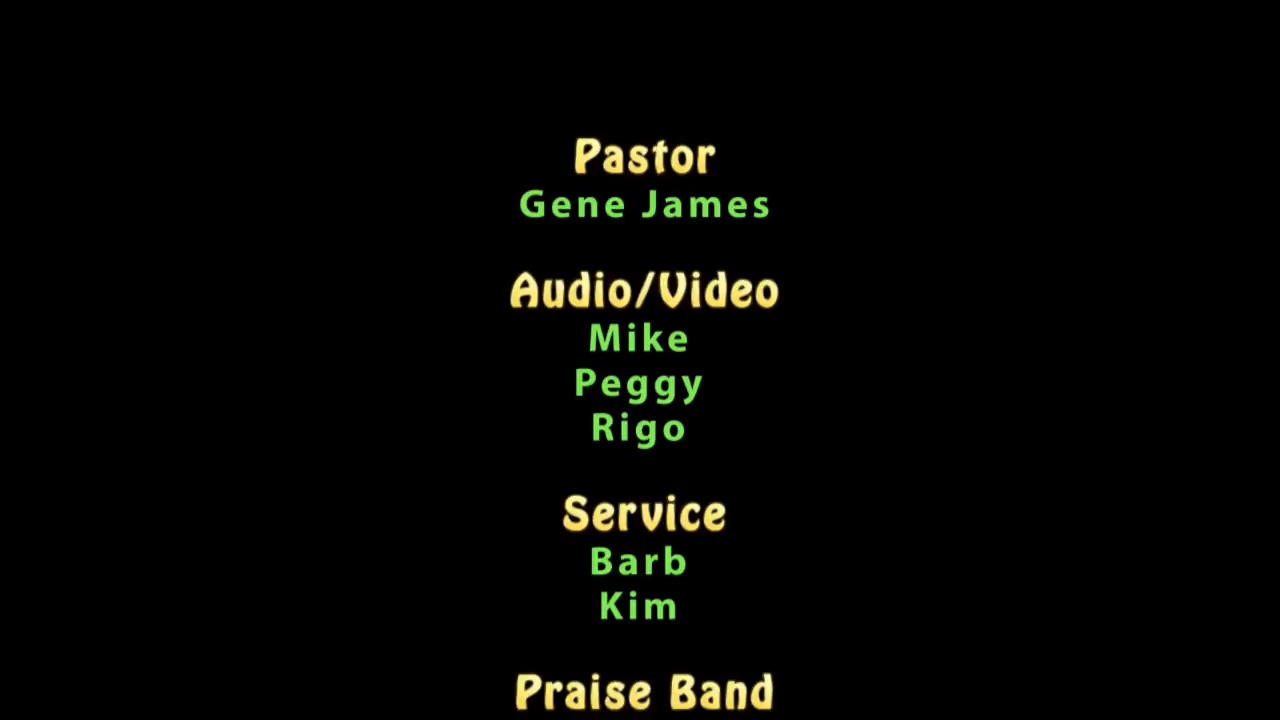 Pastor
Gene James
Audio/Video
Mike
Peggy
Rigo
Service
Barb
Kim
Praise Band